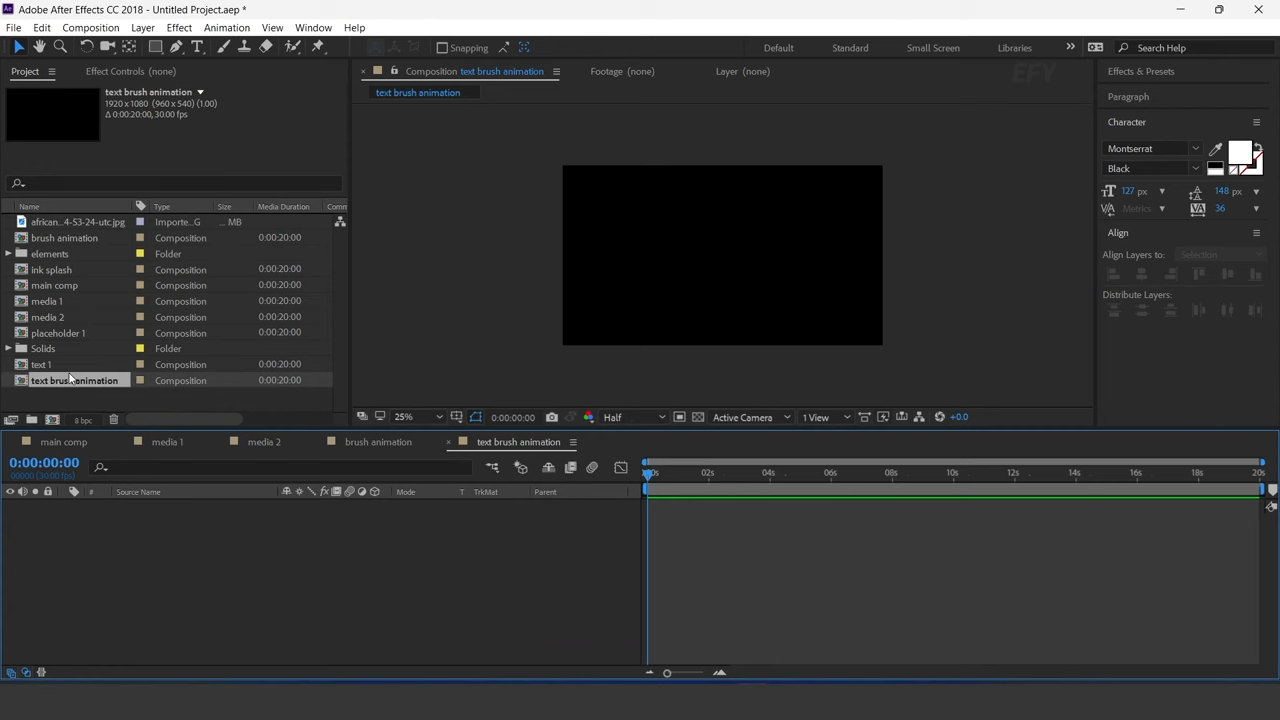 Adobe After Effects CC 2018 - Untitled Project.aep *
File Edit Composition Layer Effect Animation View Window Help
Snapping Default Standard Small Screen Libraries » Search Help
Project Effect Controls (none)
text brush animation
1920 x1080 (960 x 540) (1.00)
Δ 0:00:20:00, 30.00 fps)
Composition text brush animation Footage (none) Layer (none)
EFY
text brush animation
Effects & Presets
Paragraph
Character
Montserrat
Black
127 px 148 px
Metrics 36
Align
Align Layers to: Selection
Distribute Layers:
Name Type Size Media Duration Comm
african...4-53-24-utc.jpg Importe...G ... MB
brush animation Composition 0:00:20:00
elements Folder
ink splash Composition 0:00:20:00
main comp Composition 0:00:20:00
media 1 Composition 0:00:20:00
media 2 Composition 0:00:20:00
placeholder 1 Composition 0:00:20:00
Solids Folder
text 1 Composition 0:00:20:00
text brush animation Composition 0:00:20:00
8 bpc
25% 0:00:00:00 Half Active Camera 1 View +0.0
main comp media 1 media 2 brush animation × text brush animation
0:00:00:00
00000 (30.00 fps)
# Source Name Mode T TrkMat Parent
02s 04s 06s 08s 10s 12s 14s 16s 18s 20s